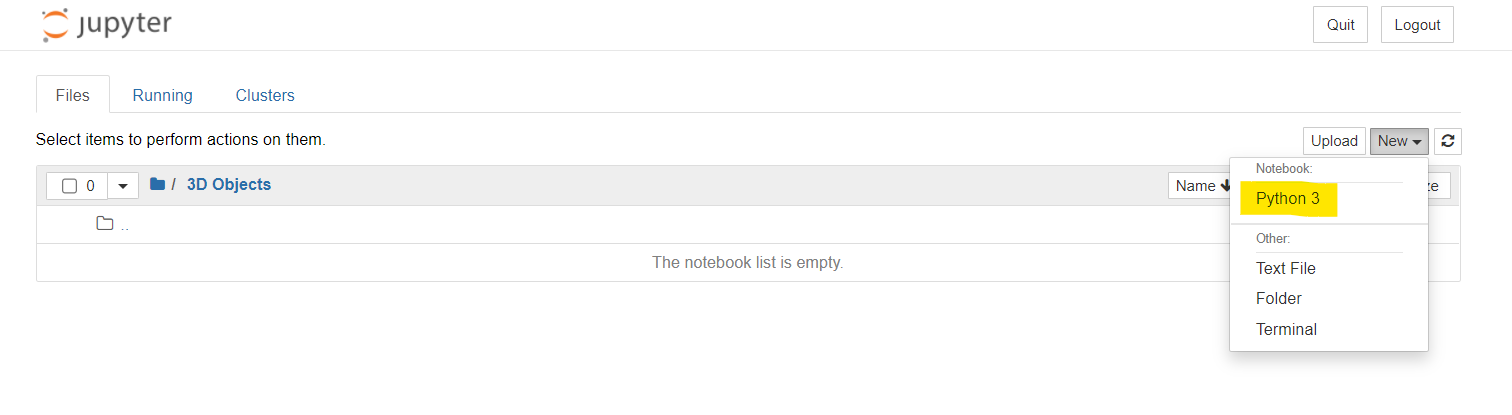 jupyter
Quit
Logout
Files
Running
Clusters
Select items to perform actions on them.
Upload
New
0
/
3D Objects
Name
ze
..
The notebook list is empty.
Notebook:
Python 3
Other:
Text File
Folder
Terminal